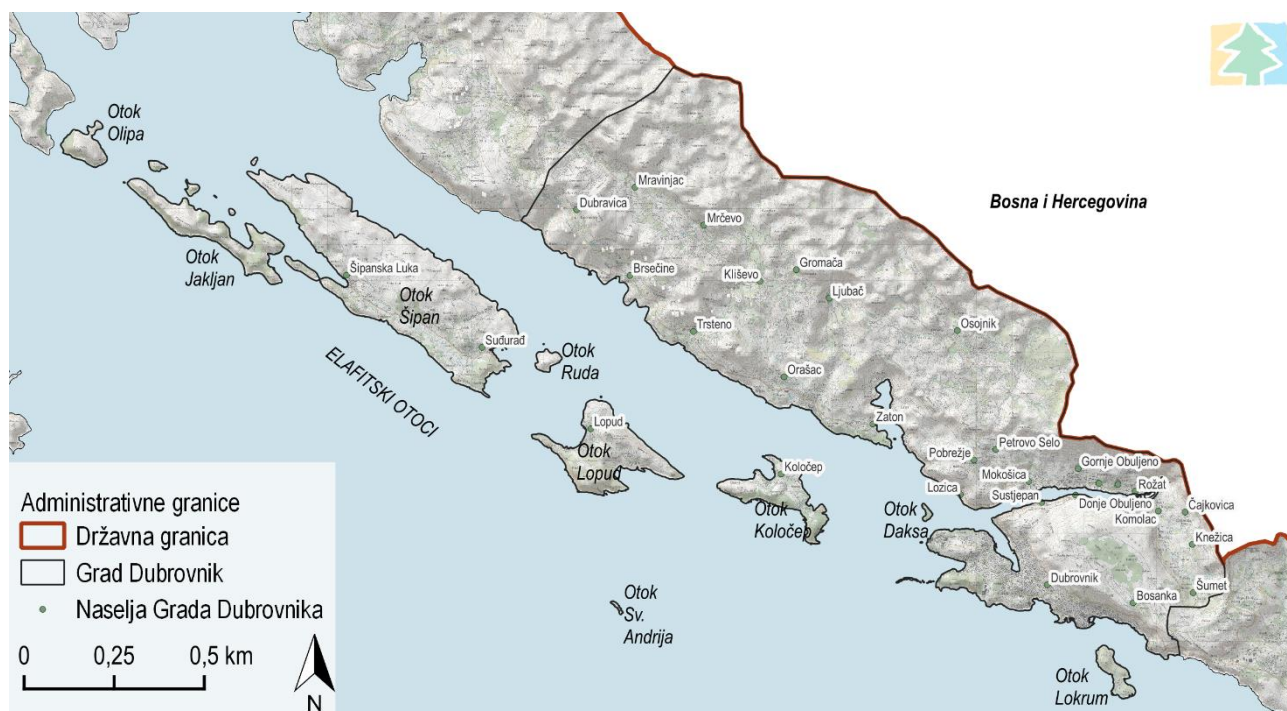 Otok
Olipa
Otok
Jakljan
Šipanska Luka
Otok
Šipan
Suđurađ
ELAFITSKI OTOCI
Otok
Ruda
Lopud
Otok
Lopud
Koločep
Otok
Koločep
Otok
Sv.
Andrija
Otok
Daksa
Otok
Lokrum
Bosna i Hercegovina
Mravinjac
Dubravica
Mrčevo
Brsečine
Kliševo
Gromača
Ljubač
Trsteno
Osojnik
Orašac
Zaton
Petrovo Selo
Pobrežje
Gornje Obuljeno
Mokošica
Lozica
Rožat
Sustjepan
Donje Obuljeno
Čajkovica
Komolac
Knežica
Dubrovnik
Bosanka
Šumet
Administrativne granice
Državna granica
Grad Dubrovnik
Naselja Grada Dubrovnika
0 0,25 0,5 km
N